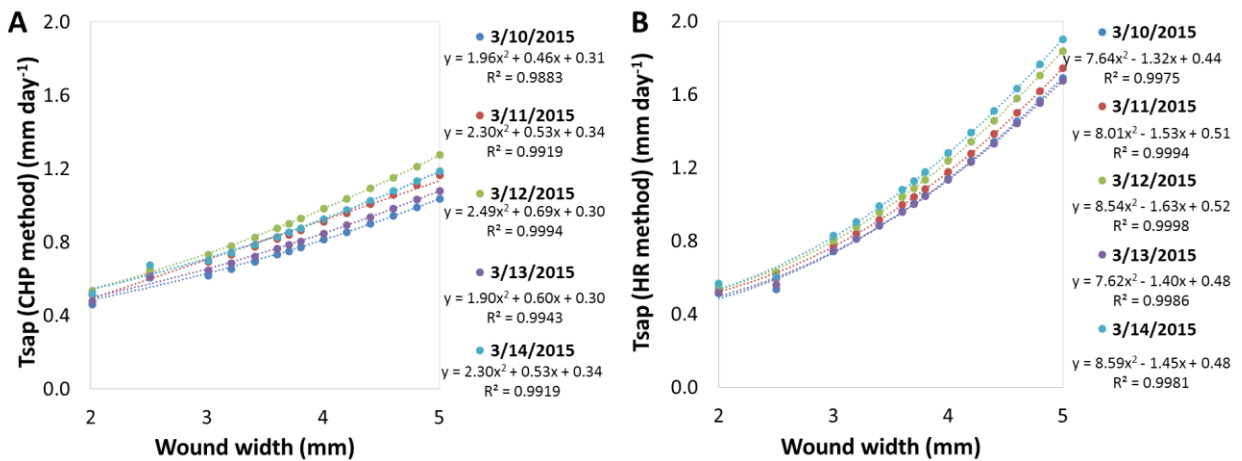 A
Tsap (CHP method) (mm day-1)
2.0
1.6
1.2
0.8
0.4
0.0
2
3
4
5
Wound width (mm)
3/10/2015
y = 1.96x² + 0.46x + 0.31
R² = 0.9883
3/11/2015
y = 2.30x² + 0.53x + 0.34
R² = 0.9919
3/12/2015
y = 2.49x² + 0.69x + 0.30
R² = 0.9994
3/13/2015
y = 1.90x² + 0.60x + 0.30
R² = 0.9943
3/14/2015
y = 2.30x² + 0.53x + 0.34
R² = 0.9919
B
Tsap (HR method) (mm day-1)
2.0
1.6
1.2
0.8
0.4
0.0
2
3
4
5
Wound width (mm)
3/10/2015
y = 7.64x² - 1.32x + 0.44
R² = 0.9975
3/11/2015
y = 8.01x² - 1.53x + 0.51
R² = 0.9994
3/12/2015
y = 8.54x² - 1.63x + 0.52
R² = 0.9998
3/13/2015
y = 7.62x² - 1.40x + 0.48
R² = 0.9986
3/14/2015
y = 8.59x² - 1.45x + 0.48
R² = 0.9981